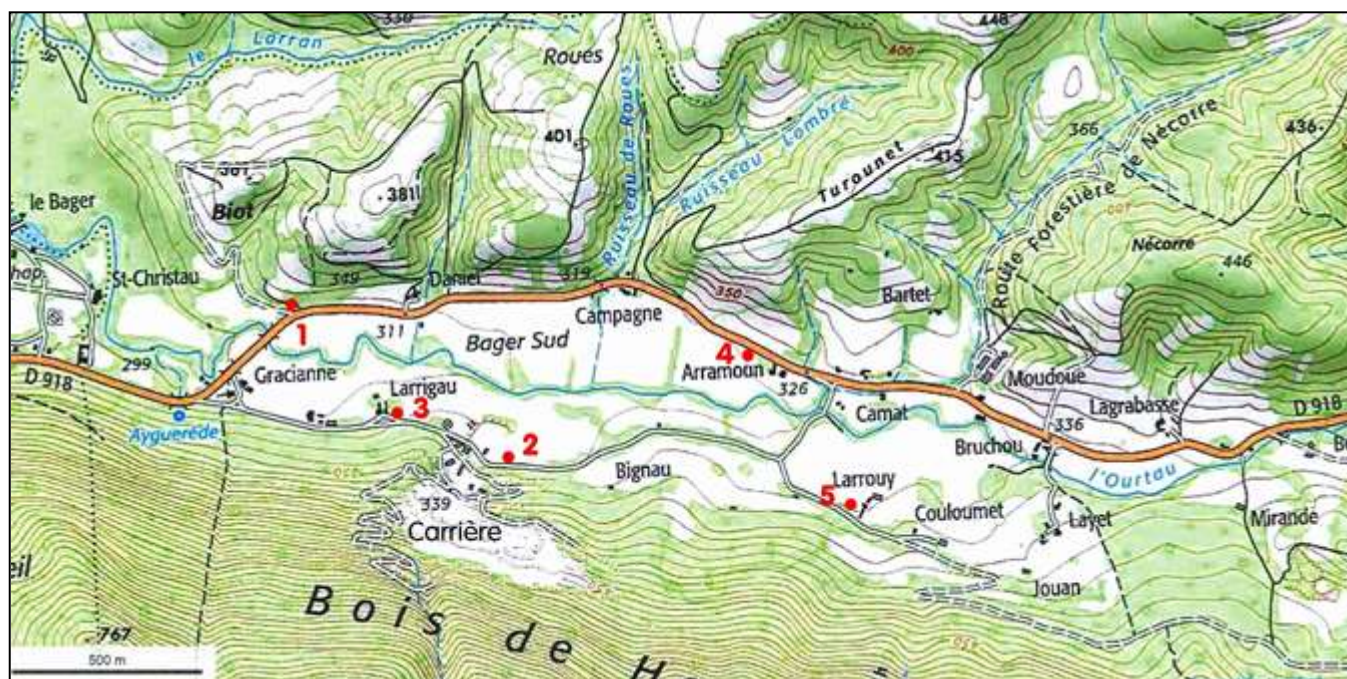 le Larran
Roues
448
400
401
Ruisseau de Roues
Ruisseau Lombré
366
436
Turounet
415
Route Forestière de Nécorre
381
Biot
le Bager
St-Christau
349
Daniel
319
350
Bartet
Nécorre
446
1
311
Campagne
Bager Sud
4
Arramoun
326
299
Gracianne
D 918
Larrigau
3
Camat
Moudoue
Lagrabasse
D 918
Ayguerède
2
Bignau
Bruchou
336
l'Ourtau
339
Carrière
5
Larrouy
Couloumet
Layet
Mirande
Jouan
Bois de
767
500 m